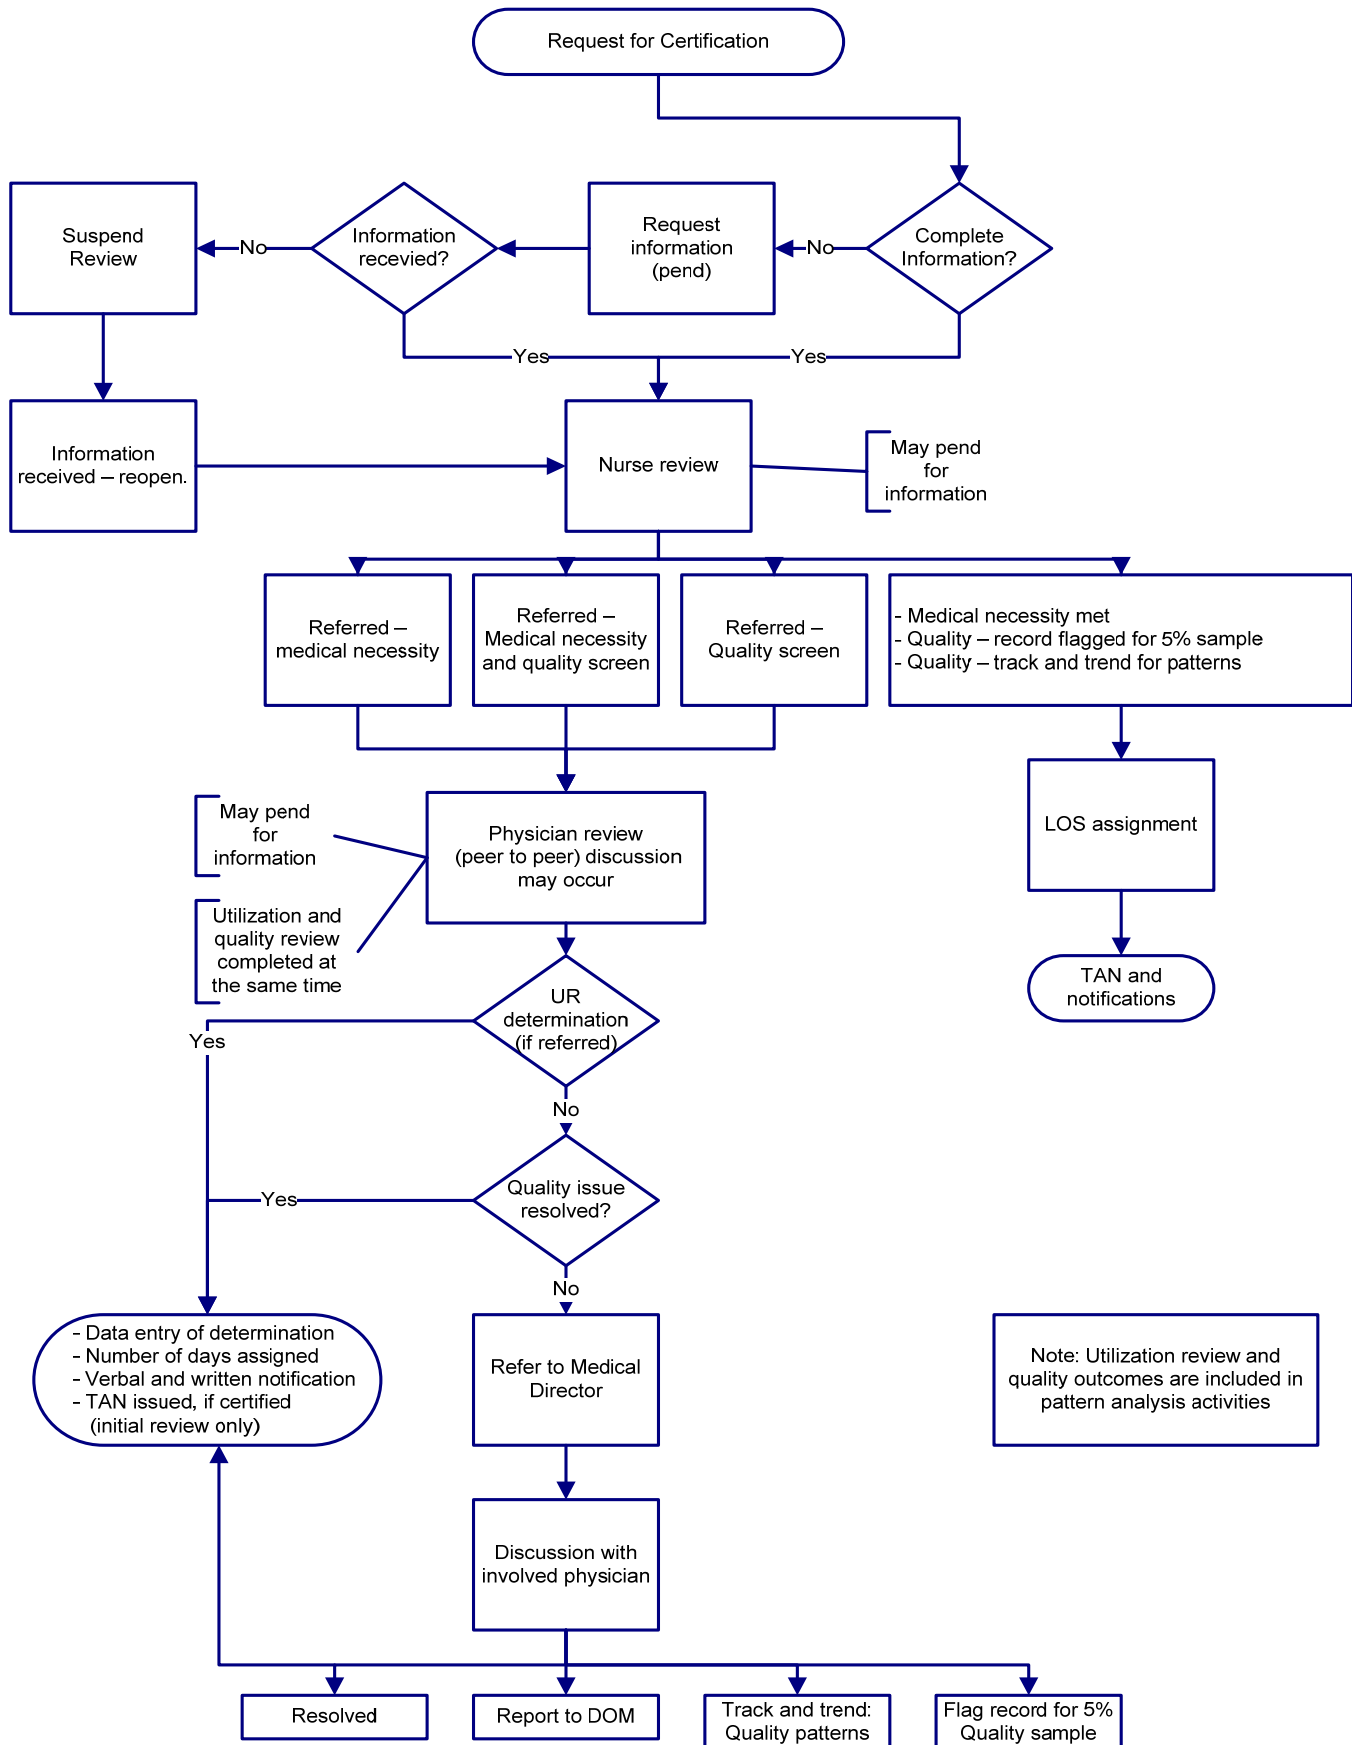 Request for Certification
Suspend
Review
No
Information
recevied?
Request
information
(pend)
No
Complete
Information?
Yes
Yes
Information
received – reopen.
Nurse review
May pend
for
information
Referred –
medical necessity
Referred –
Medical necessity
and quality screen
Referred –
Quality screen
- Medical necessity met
- Quality – record flagged for 5% sample
- Quality – track and trend for patterns
May pend
for
information
Physician review
(peer to peer) discussion
may occur
LOS assignment
Utilization and
quality review
completed at
the same time
TAN and
notifications
UR
determination
(if referred)
Yes
No
Quality issue
resolved?
Yes
No
- Data entry of determination
- Number of days assigned
- Verbal and written notification
- TAN issued, if certified
(initial review only)
Refer to Medical
Director
Note: Utilization review and
quality outcomes are included in
pattern analysis activities
Discussion with
involved physician
Resolved
Report to DOM
Track and trend:
Quality patterns
Flag record for 5%
Quality sample